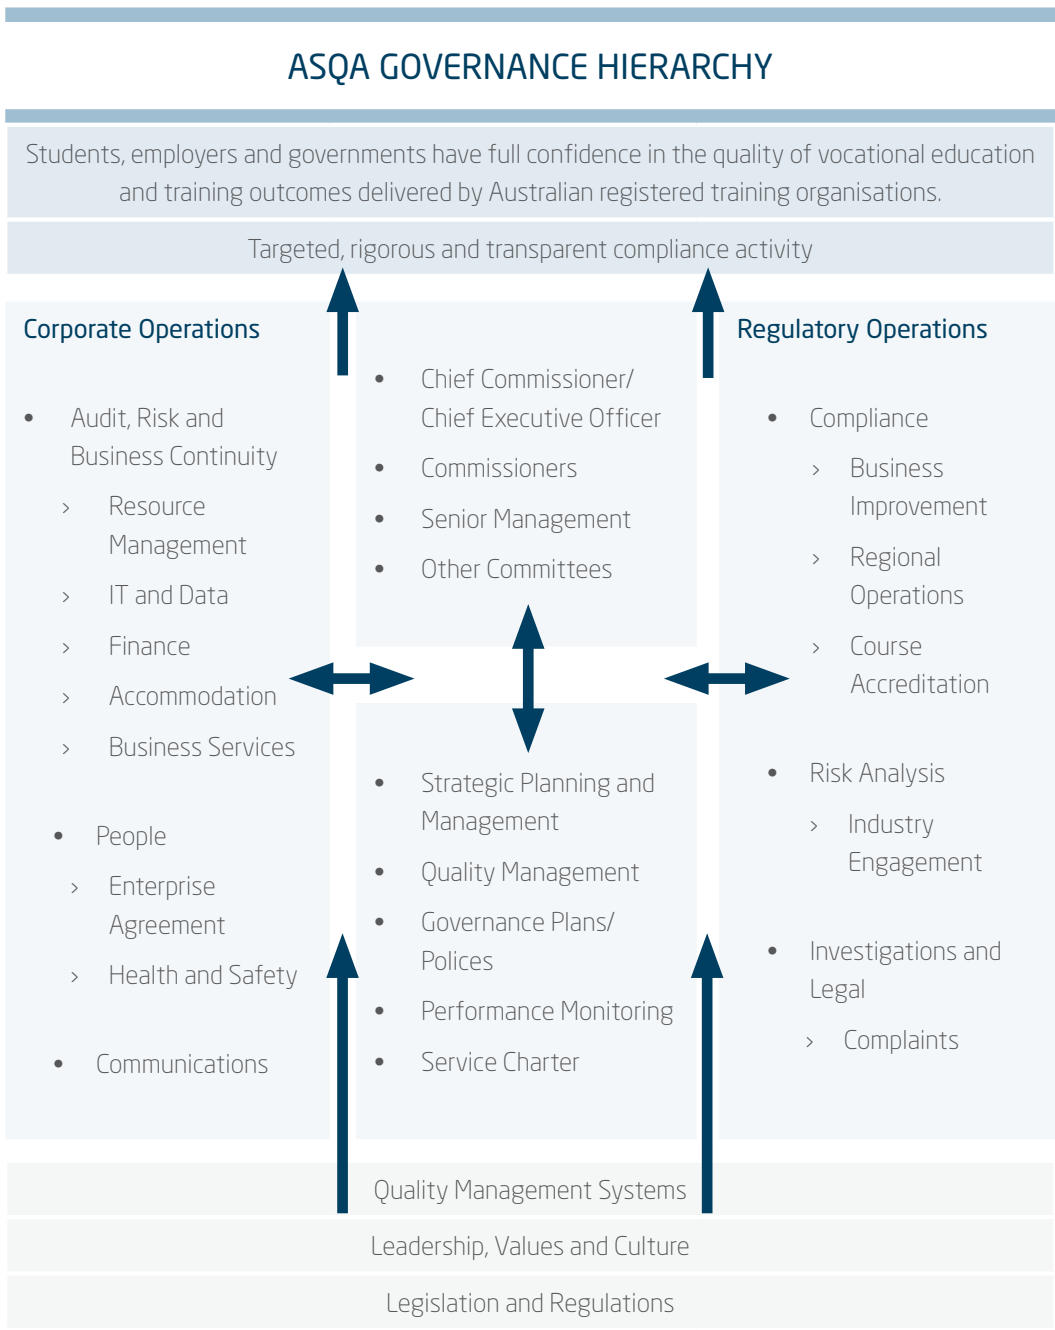 ASQA GOVERNANCE HIERARCHY
Students, employers and governments have full confidence in the quality of vocational education
and training outcomes delivered by Australian registered training organisations.
Targeted, rigorous and transparent compliance activity
Corporate Operations
• Audit, Risk and
Business Continuity
› Resource
Management
› IT and Data
› Finance
› Accommodation
› Business Services
• People
› Enterprise
Agreement
› Health and Safety
• Communications
• Chief Commissioner/
Chief Executive Officer
• Commissioners
• Senior Management
• Other Committees
• Strategic Planning and
Management
• Quality Management
• Governance Plans/
Polices
• Performance Monitoring
• Service Charter
Regulatory Operations
• Compliance
› Business
Improvement
› Regional
Operations
› Course
Accreditation
• Risk Analysis
› Industry
Engagement
• Investigations and
Legal
› Complaints
Quality Management Systems
Leadership, Values and Culture
Legislation and Regulations